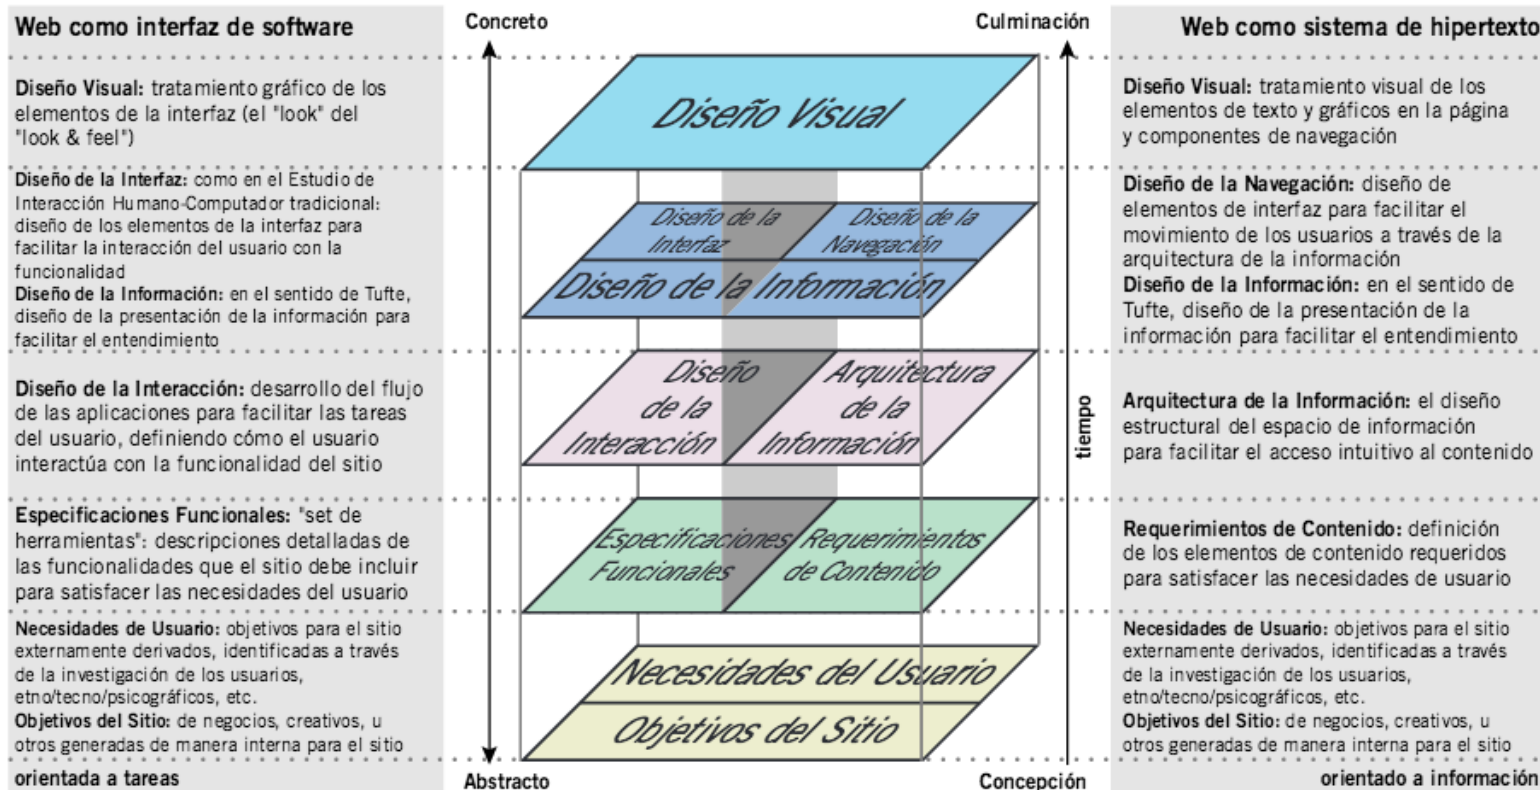 Web como interfaz de software
Diseño Visual: tratamiento gráfico de los
elementos de la interfaz (el "look" del
"look & feel")
Diseño de la Interfaz: como en el Estudio de
Interacción Humano-Computador tradicional:
diseño de los elementos de la interfaz para
facilitar la interacción del usuario con la
funcionalidad
Diseño de la Información: en el sentido de Tufte,
diseño de la presentación de la información para
facilitar el entendimiento
Diseño de la Interacción: desarrollo del flujo
de las aplicaciones para facilitar las tareas
del usuario, definiendo cómo el usuario
interactúa con la funcionalidad del sitio
Especificaciones Funcionales: "set de
herramientas": descripciones detalladas de
las funcionalidades que el sitio debe incluir
para satisfacer las necesidades del usuario
Necesidades de Usuario: objetivos para el sitio
externamente derivados, identificadas a través
de la investigación de los usuarios,
etno/tecno/psicográficos, etc.
Objetivos del Sitio: de negocios, creativos, u
otros generadas de manera interna para el sitio
orientada a tareas
Concreto
Culminación
Diseño Visual
Diseño de la
Interfaz
Diseño de la
Navegación
Diseño de la Información
Diseño
de la
Interacción
Arquitectura
de la
Información
Especificaciones
Funcionales
Requerimientos
de Contenido
Necesidades del Usuario
Objetivos del Sitio
tiempo
Abstracto
Concepción
Web como sistema de hipertexto
Diseño Visual: tratamiento visual de los
elementos de texto y gráficos en la página
y componentes de navegación
Diseño de la Navegación: diseño de
elementos de interfaz para facilitar el
movimiento de los usuarios a través de la
arquitectura de la información
Diseño de la Información: en el sentido de
Tufte, diseño de la presentación de la
información para facilitar el entendimiento
Arquitectura de la Información: el diseño
estructural del espacio de información
para facilitar el acceso intuitivo al contenido
Requerimientos de Contenido: definición
de los elementos de contenido requeridos
para satisfacer las necesidades de usuario
Necesidades de Usuario: objetivos para el sitio
externamente derivados, identificadas a través
de la investigación de los usuarios,
etno/tecno/psicográficos, etc.
Objetivos del Sitio: de negocios, creativos, u
otros generadas de manera interna para el sitio
orientado a información